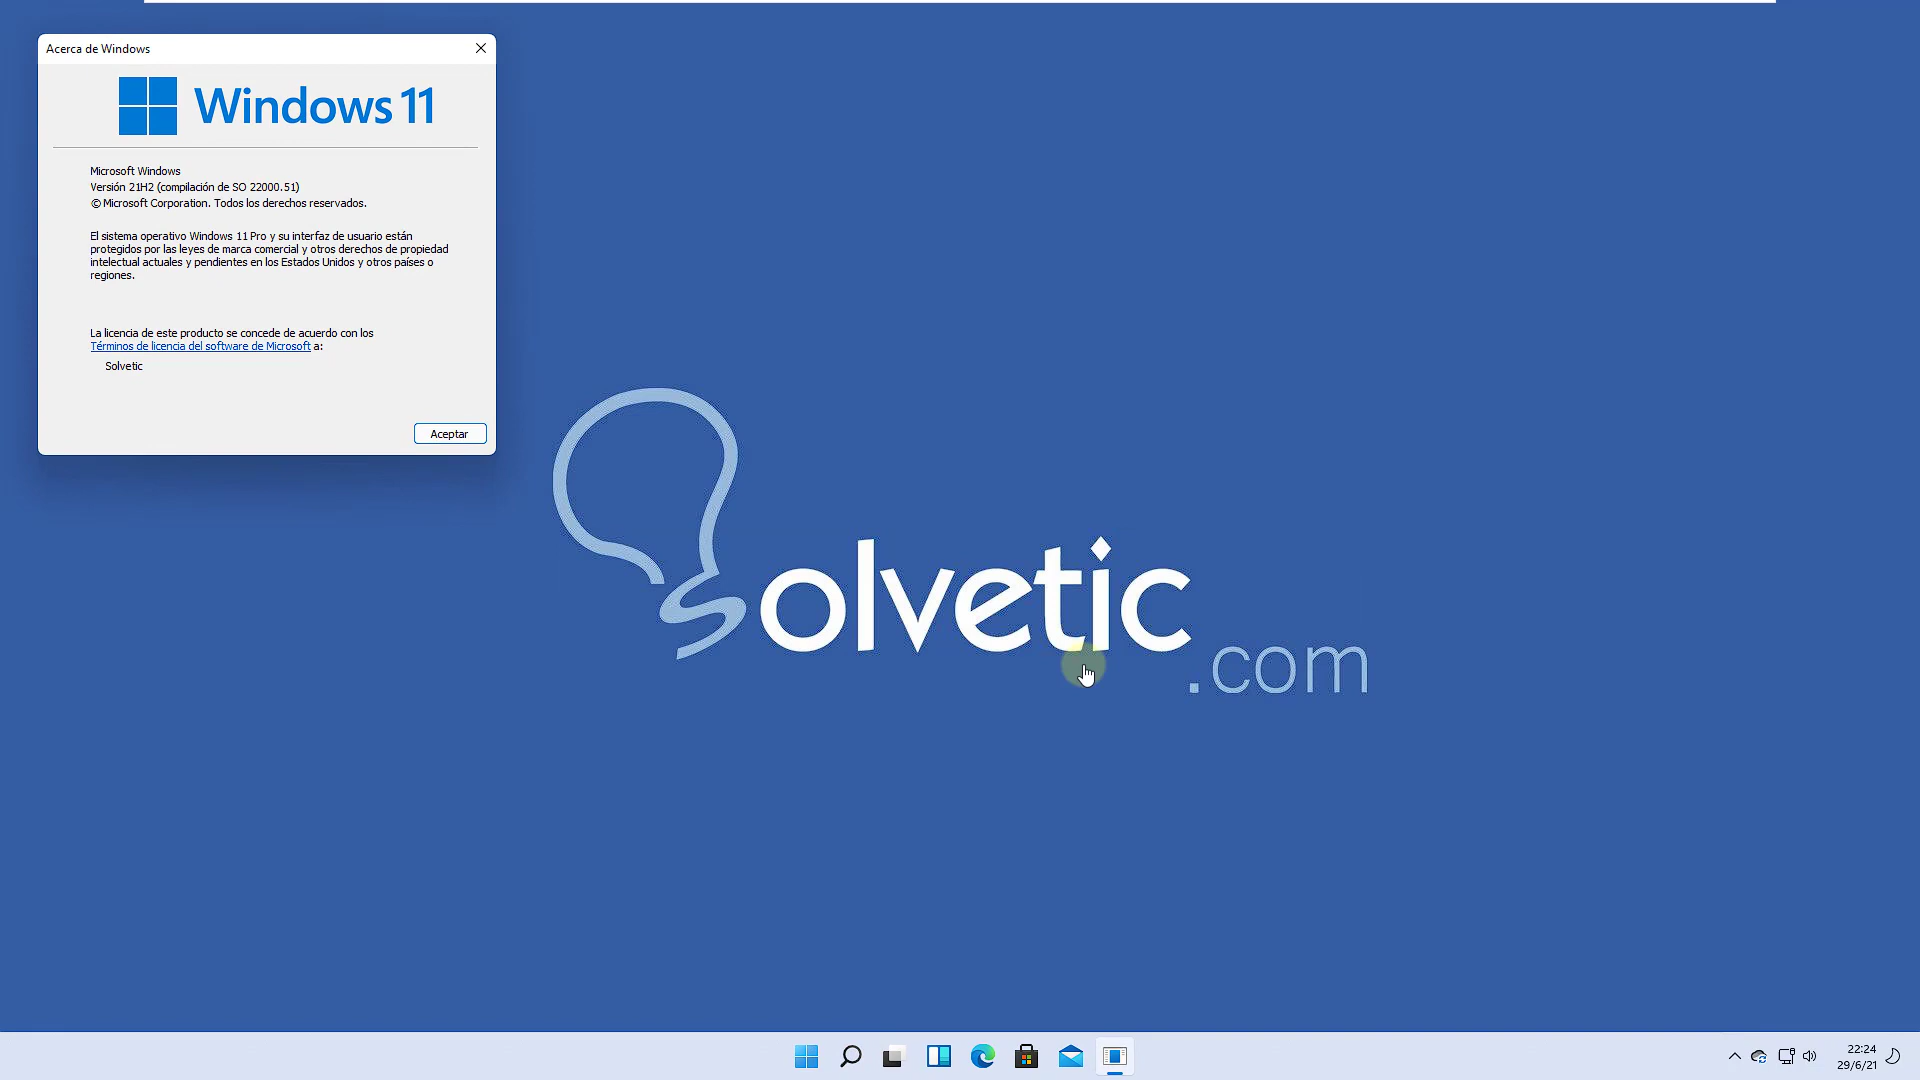 Acerca de Windows
Windows 11
Microsoft Windows
Versión 21H2 (compilación de SO 22000.51)
© Microsoft Corporation. Todos los derechos reservados.
El sistema operativo Windows 11 Pro y su interfaz de usuario están
protegidos por las leyes de marca comercial y otros derechos de propiedad
intelectual actuales y pendientes en los Estados Unidos y otros países o
regiones.
La licencia de este producto se concede de acuerdo con los
Términos de licencia del software de Microsoft a:
Solvetic
Aceptar
Solvetic
.com
22:24
29/6/21